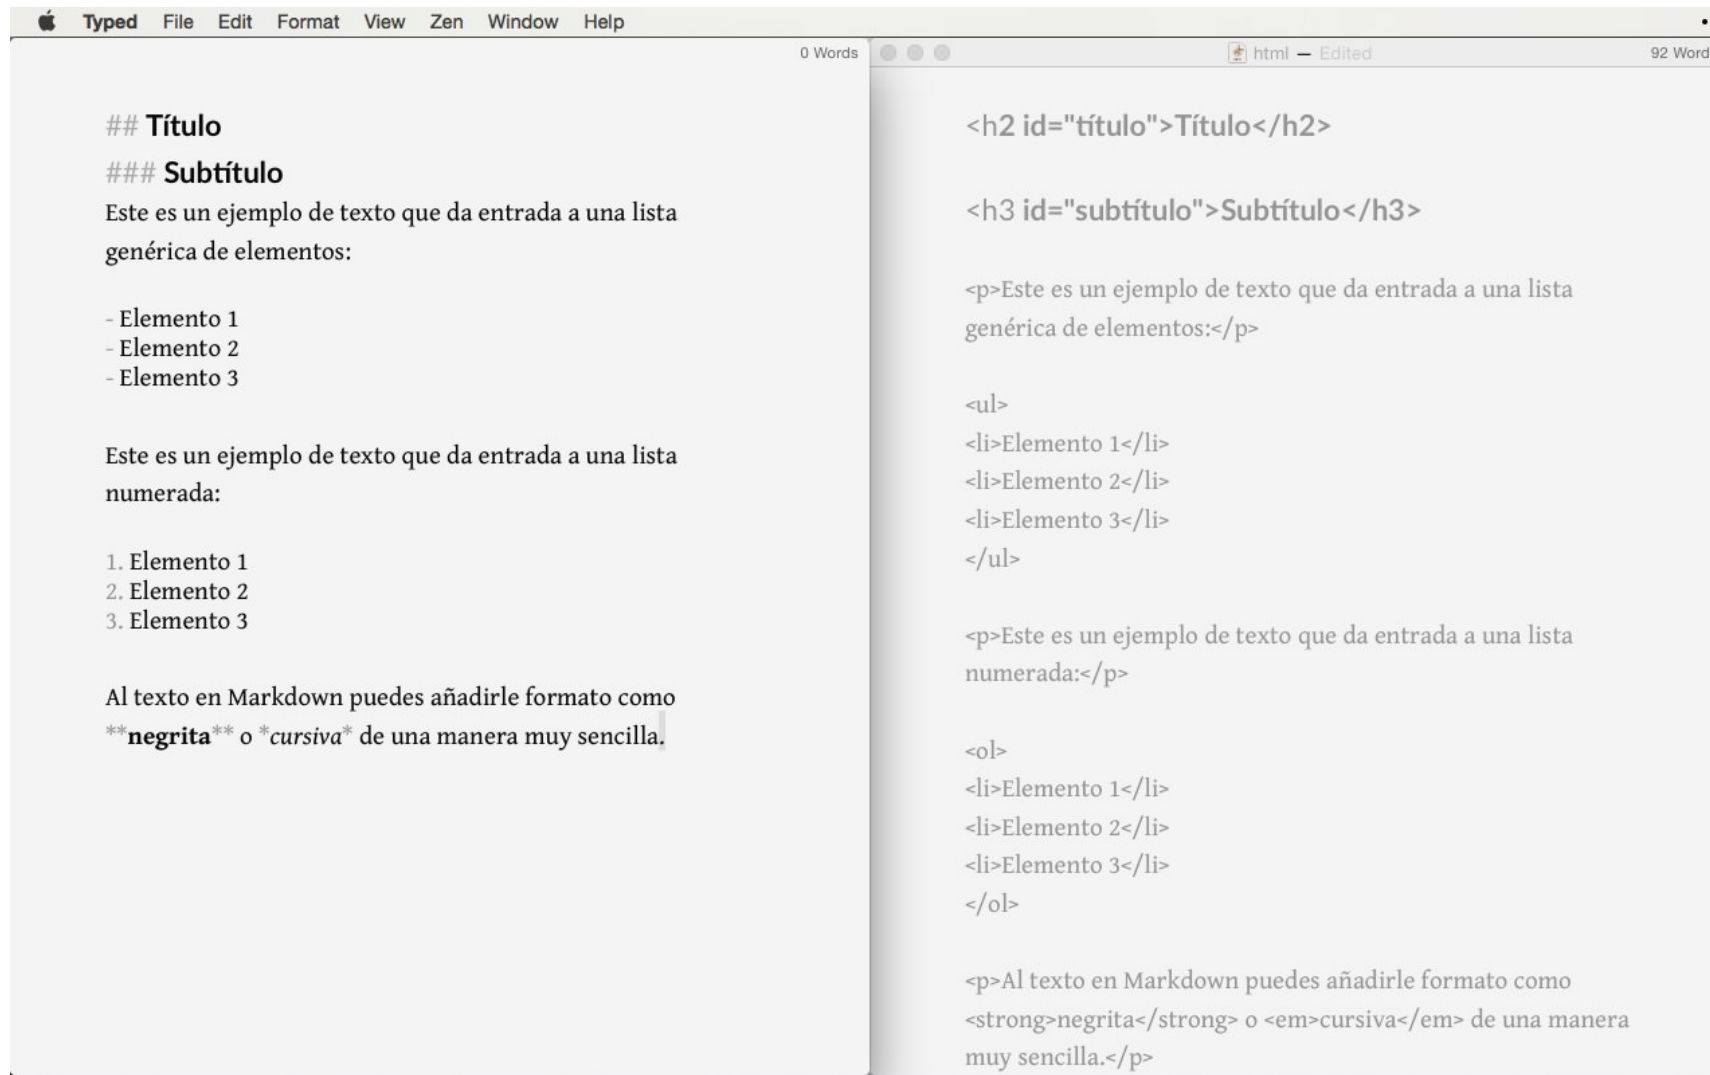 Typed File Edit Format View Zen Window Help
0 Words
## Título
### Subtítulo
Este es un ejemplo de texto que da entrada a una lista
genérica de elementos:
- Elemento 1
- Elemento 2
- Elemento 3
Este es un ejemplo de texto que da entrada a una lista
numerada:
1. Elemento 1
2. Elemento 2
3. Elemento 3
Al texto en Markdown puedes añadirle formato como
**negrita** o *cursiva* de una manera muy sencilla.
html — Edited
92 Word
<h2 id="título">Título</h2>
<h3 id="subtítulo">Subtítulo</h3>
<p>Este es un ejemplo de texto que da entrada a una lista
genérica de elementos:</p>
<ul>
<li>Elemento 1</li>
<li>Elemento 2</li>
<li>Elemento 3</li>
</ul>
<p>Este es un ejemplo de texto que da entrada a una lista
numerada:</p>
<ol>
<li>Elemento 1</li>
<li>Elemento 2</li>
<li>Elemento 3</li>
</ol>
<p>Al texto en Markdown puedes añadirle formato como
<strong>negrita</strong> o <em>cursiva</em> de una manera
muy sencilla.</p>